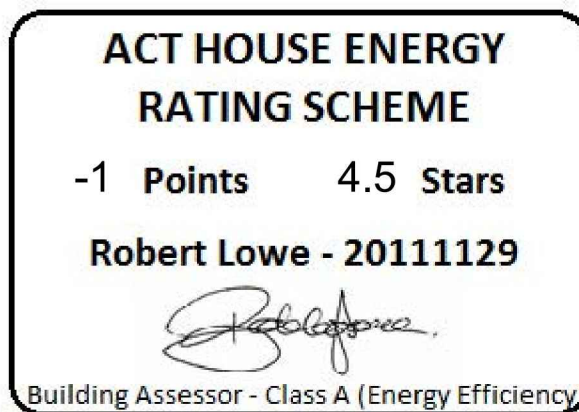 ACT HOUSE ENERGY
RATING SCHEME
-1 Points 4.5 Stars
Robert Lowe - 20111129
Building Assessor - Class A (Energy Efficiency